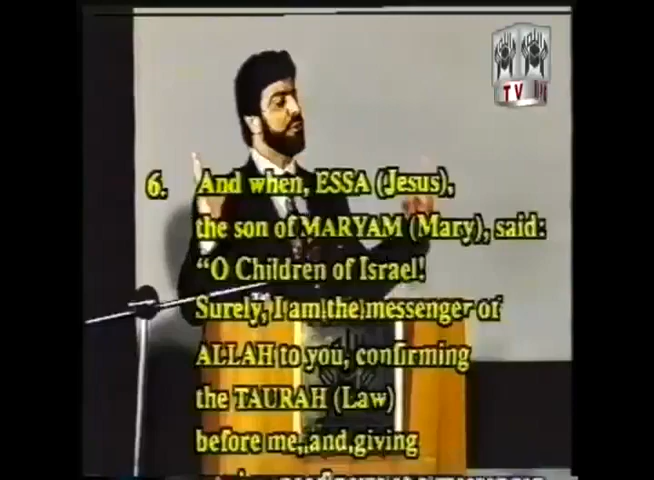 TV
6. And when, ESSA (Jesus),
the son of MARYAM (Mary), said:
“O Children of Israel!
Surely, I am the messenger of
ALLAH to you, confirming
the TAURAH (Law)
before me, and giving